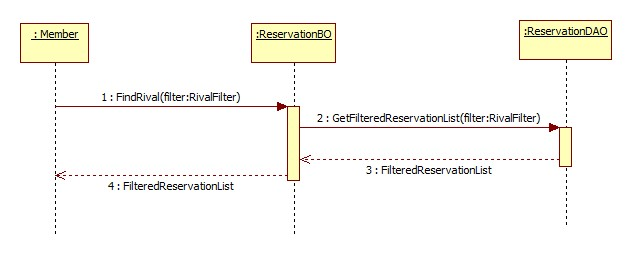 : Member
:ReservationBO
:ReservationDAO
1 : FindRival(filter:RivalFilter)
2 : GetFilteredReservationList(filter:RivalFilter)
3 : FilteredReservationList
4 : FilteredReservationList